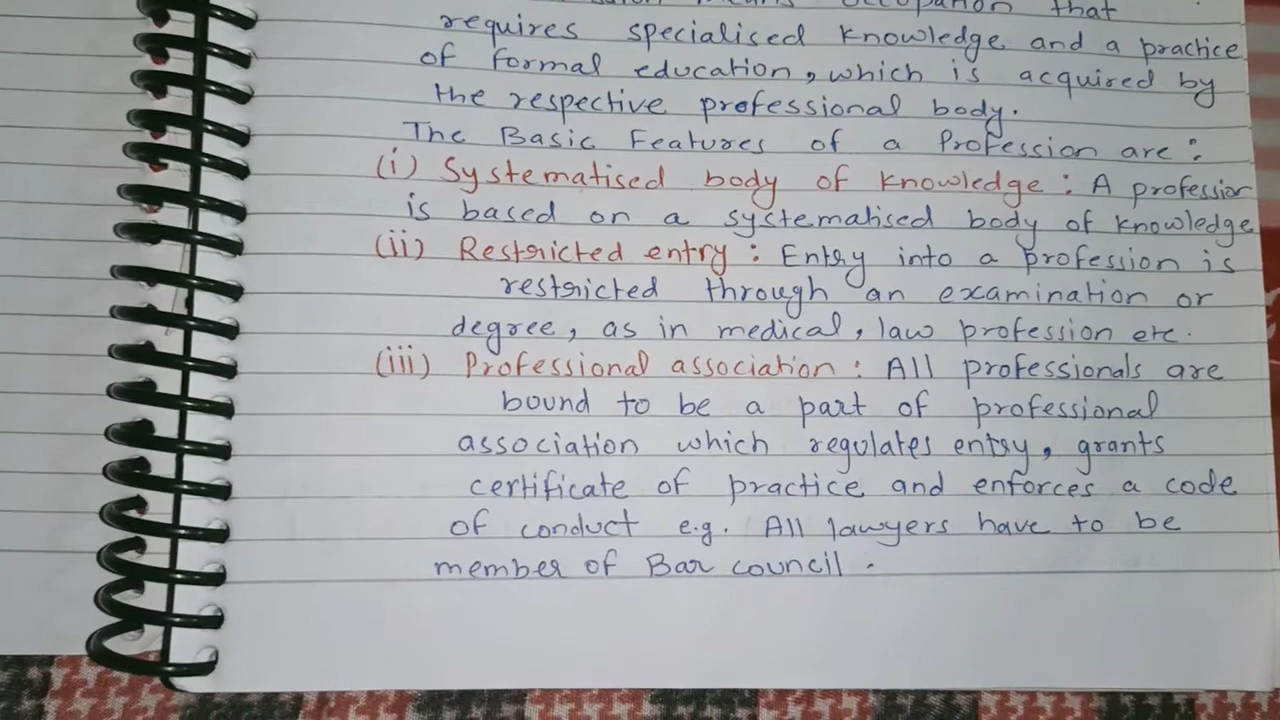 means occupation that
requires specialised knowledge and a practice
of formal education, which is acquired by
the respective professional body.
The Basic Features of a Profession are:
(i) Systematised body of knowledge: A profession
is based on a systematised body of knowledge
(ii) Restricted entry: Entry into a profession is
restricted through an examination or
degree, as in medical, law profession etc.
(iii) Professional association: All professionals are
bound to be a part of professional
association which regulates entry, grants
certificate of practice and enforces a code
of conduct e.g. All lawyers have to be
member of Bar council.